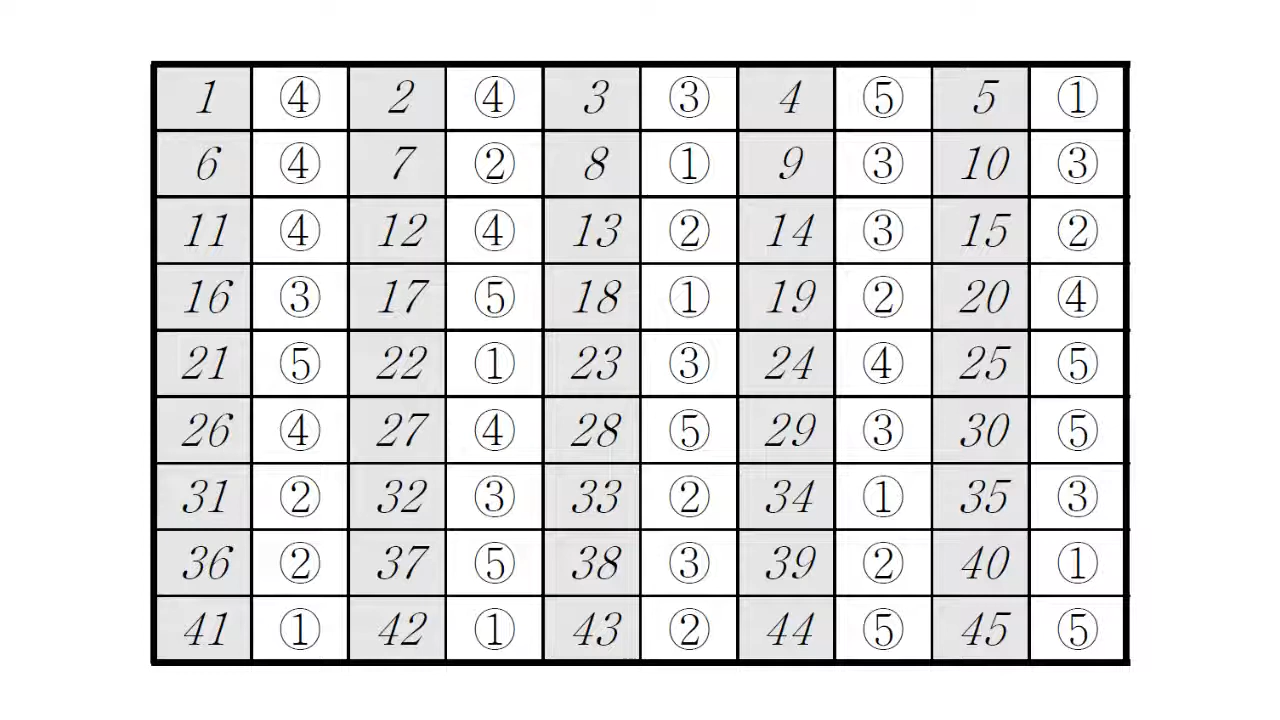 1 ④ 2 ④ 3 ③ 4 ⑤ 5 ①
6 ④ 7 ② 8 ① 9 ③ 10 ③
11 ④ 12 ④ 13 ② 14 ③ 15 ②
16 ③ 17 ⑤ 18 ① 19 ② 20 ④
21 ⑤ 22 ① 23 ③ 24 ④ 25 ⑤
26 ④ 27 ④ 28 ⑤ 29 ③ 30 ⑤
31 ② 32 ③ 33 ② 34 ① 35 ③
36 ② 37 ⑤ 38 ③ 39 ② 40 ①
41 ① 42 ① 43 ② 44 ⑤ 45 ⑤